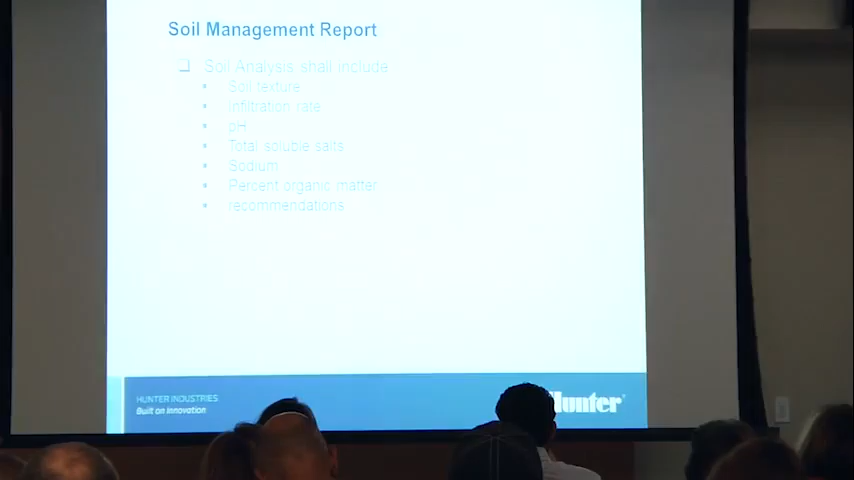 Soil Management Report
Soil Analysis shall include
Soil texture
Infiltration rate
pH
Total soluble salts
Sodium
Percent organic matter
recommendations
HUNTER INDUSTRIES
Built on Innovation
Hunter